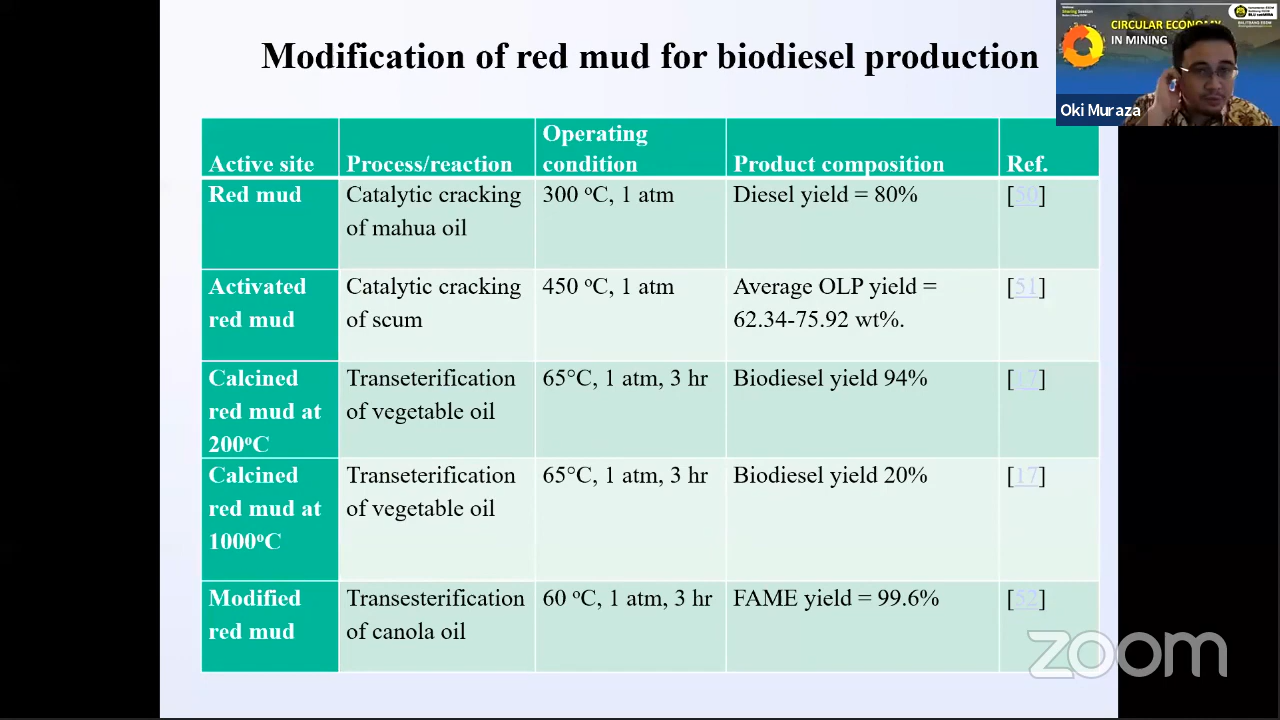 Modification of red mud for biodiesel production
CIRCULAR ECONOMY
IN MINING
Oki Muraza
Active site
Process/reaction
Operating
condition
Product composition
Ref.
Red mud
Catalytic cracking
of mahua oil
300 ºC, 1 atm
Diesel yield = 80%
[50]
Activated
red mud
Catalytic cracking
of scum
450 ºC, 1 atm
Average OLP yield =
62.34-75.92 wt%.
[51]
Calcined
red mud at
200ºC
Transeterification
of vegetable oil
65°C, 1 atm, 3 hr
Biodiesel yield 94%
[17]
Calcined
red mud at
1000ºC
Transeterification
of vegetable oil
65°C, 1 atm, 3 hr
Biodiesel yield 20%
[17]
Modified
red mud
Transesterification
of canola oil
60 ºC, 1 atm, 3 hr
FAME yield = 99.6%
[52]
zoom